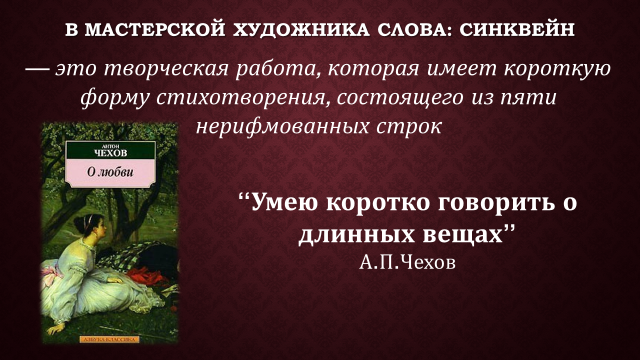 В МАСТЕРСКОЙ ХУДОЖНИКА СЛОВА: СИНКВЕЙН
— это творческая работа, которая имеет короткую
форму стихотворения, состоящего из пяти
нерифмованных строк
АНТОН
ЧЕХОВ
О любви
АЗБУКА-КЛАССИКА
“Умею коротко говорить о
длинных вещах”
А.П.Чехов